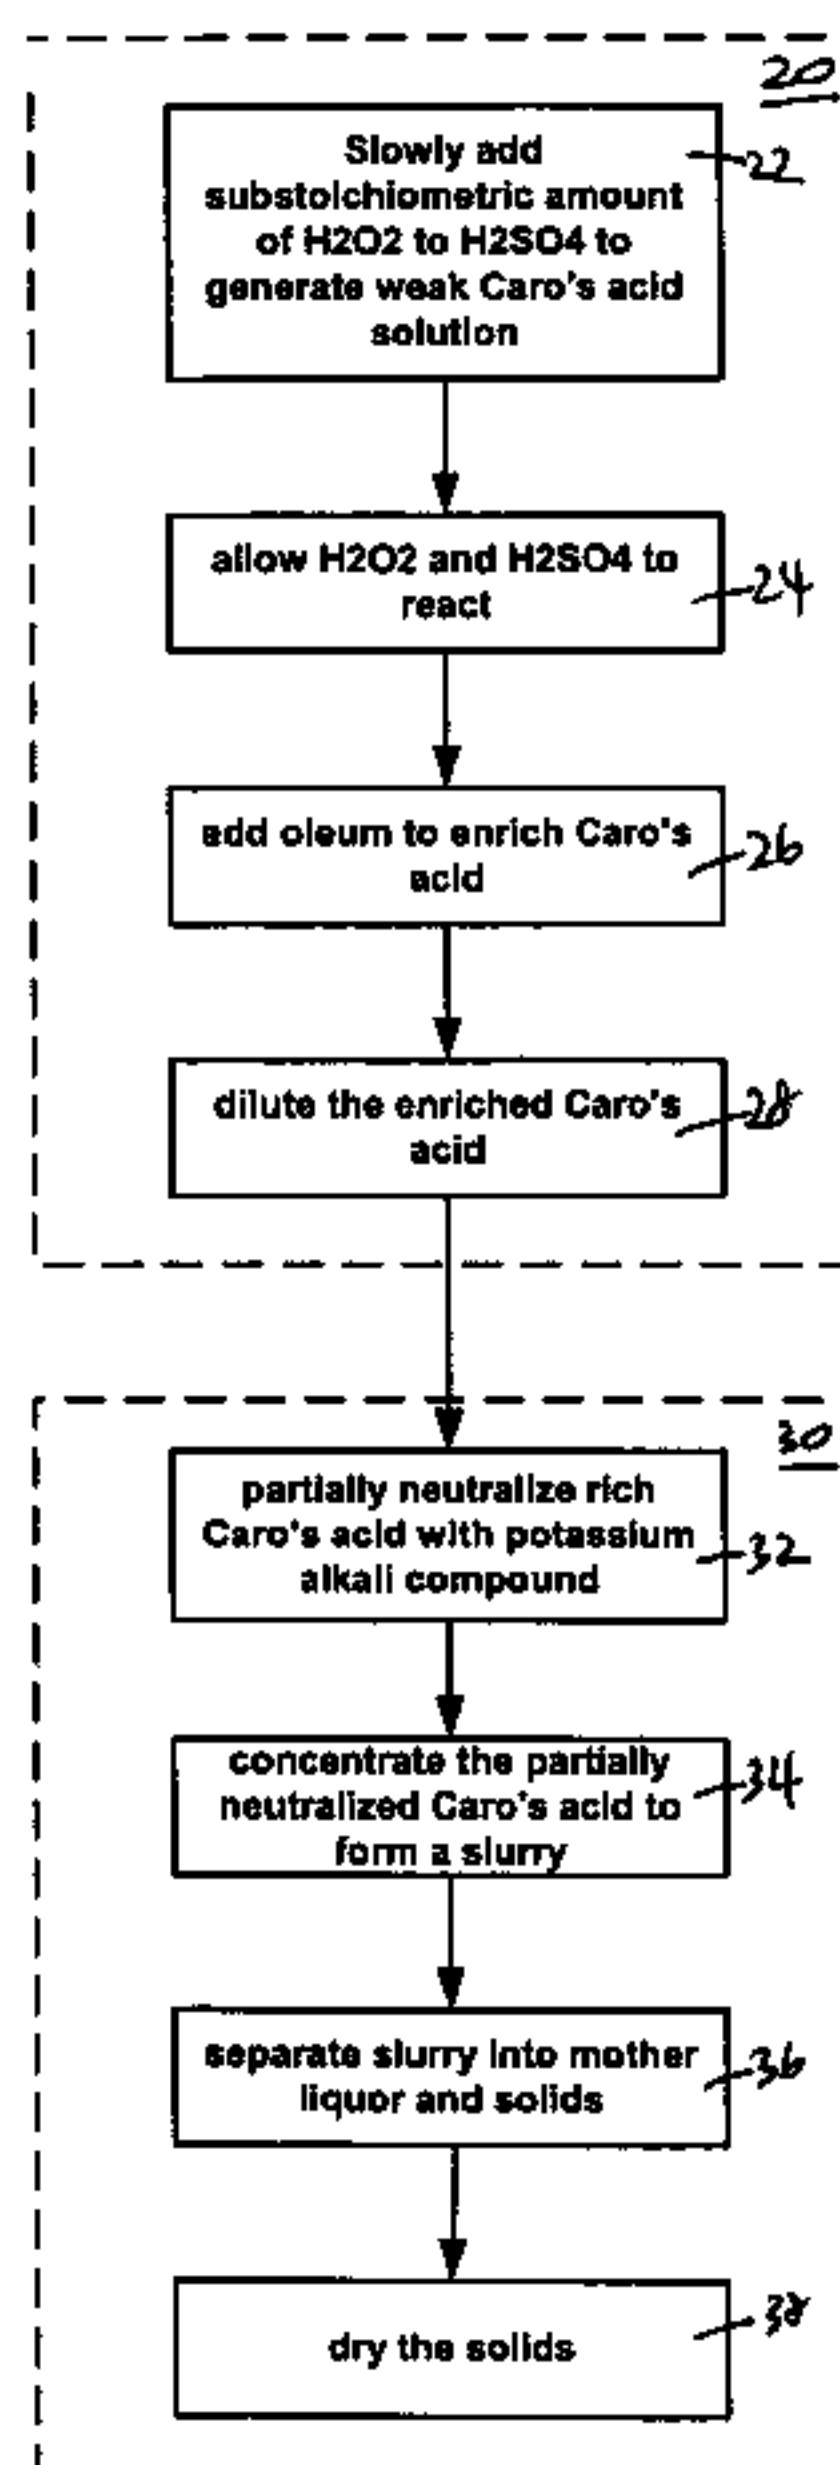 20
Slowly add
substoichiometric amount
of H2O2 to H2SO4 to
generate weak Caro's acid
solution
22
allow H2O2 and H2SO4 to
react
24
add oleum to enrich Caro's
acid
26
dilute the enriched Caro's
acid
28
30
partially neutralize rich
Caro's acid with potassium
alkali compound
32
concentrate the partially
neutralized Caro's acid to
form a slurry
34
separate slurry into mother
liquor and solids
36
dry the solids
38